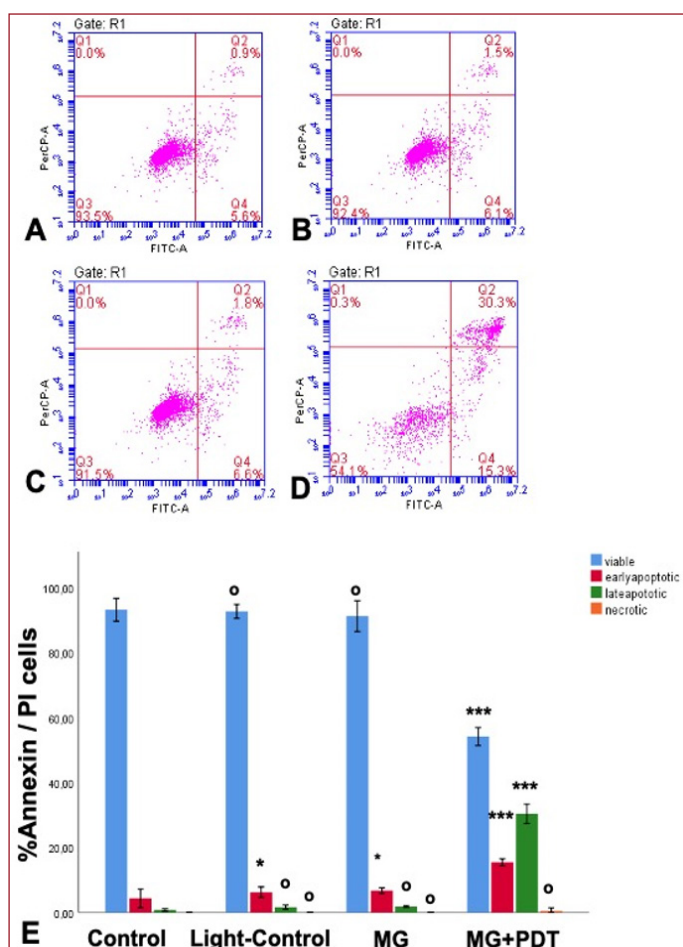 Gate: R1
Q1
0.0%
Q2
0.9%
Q3
93.5%
Q4
5.6%
PerCP-A
FITC-A
A
Gate: R1
Q1
0.0%
Q2
1.5%
Q3
92.4%
Q4
6.1%
PerCP-A
FITC-A
B
Gate: R1
Q1
0.0%
Q2
1.8%
Q3
91.5%
Q4
6.6%
PerCP-A
FITC-A
C
Gate: R1
Q1
0.3%
Q2
30.3%
Q3
54.1%
Q4
15.3%
PerCP-A
FITC-A
D
viable
earlyapoptotic
lateapototic
necrotic
%Annexin / PI cells
100,00
80,00
60,00
40,00
20,00
0,00
o
* o o
o
* o o
*** *** *** o
E
Control Light-Control MG MG+PDT